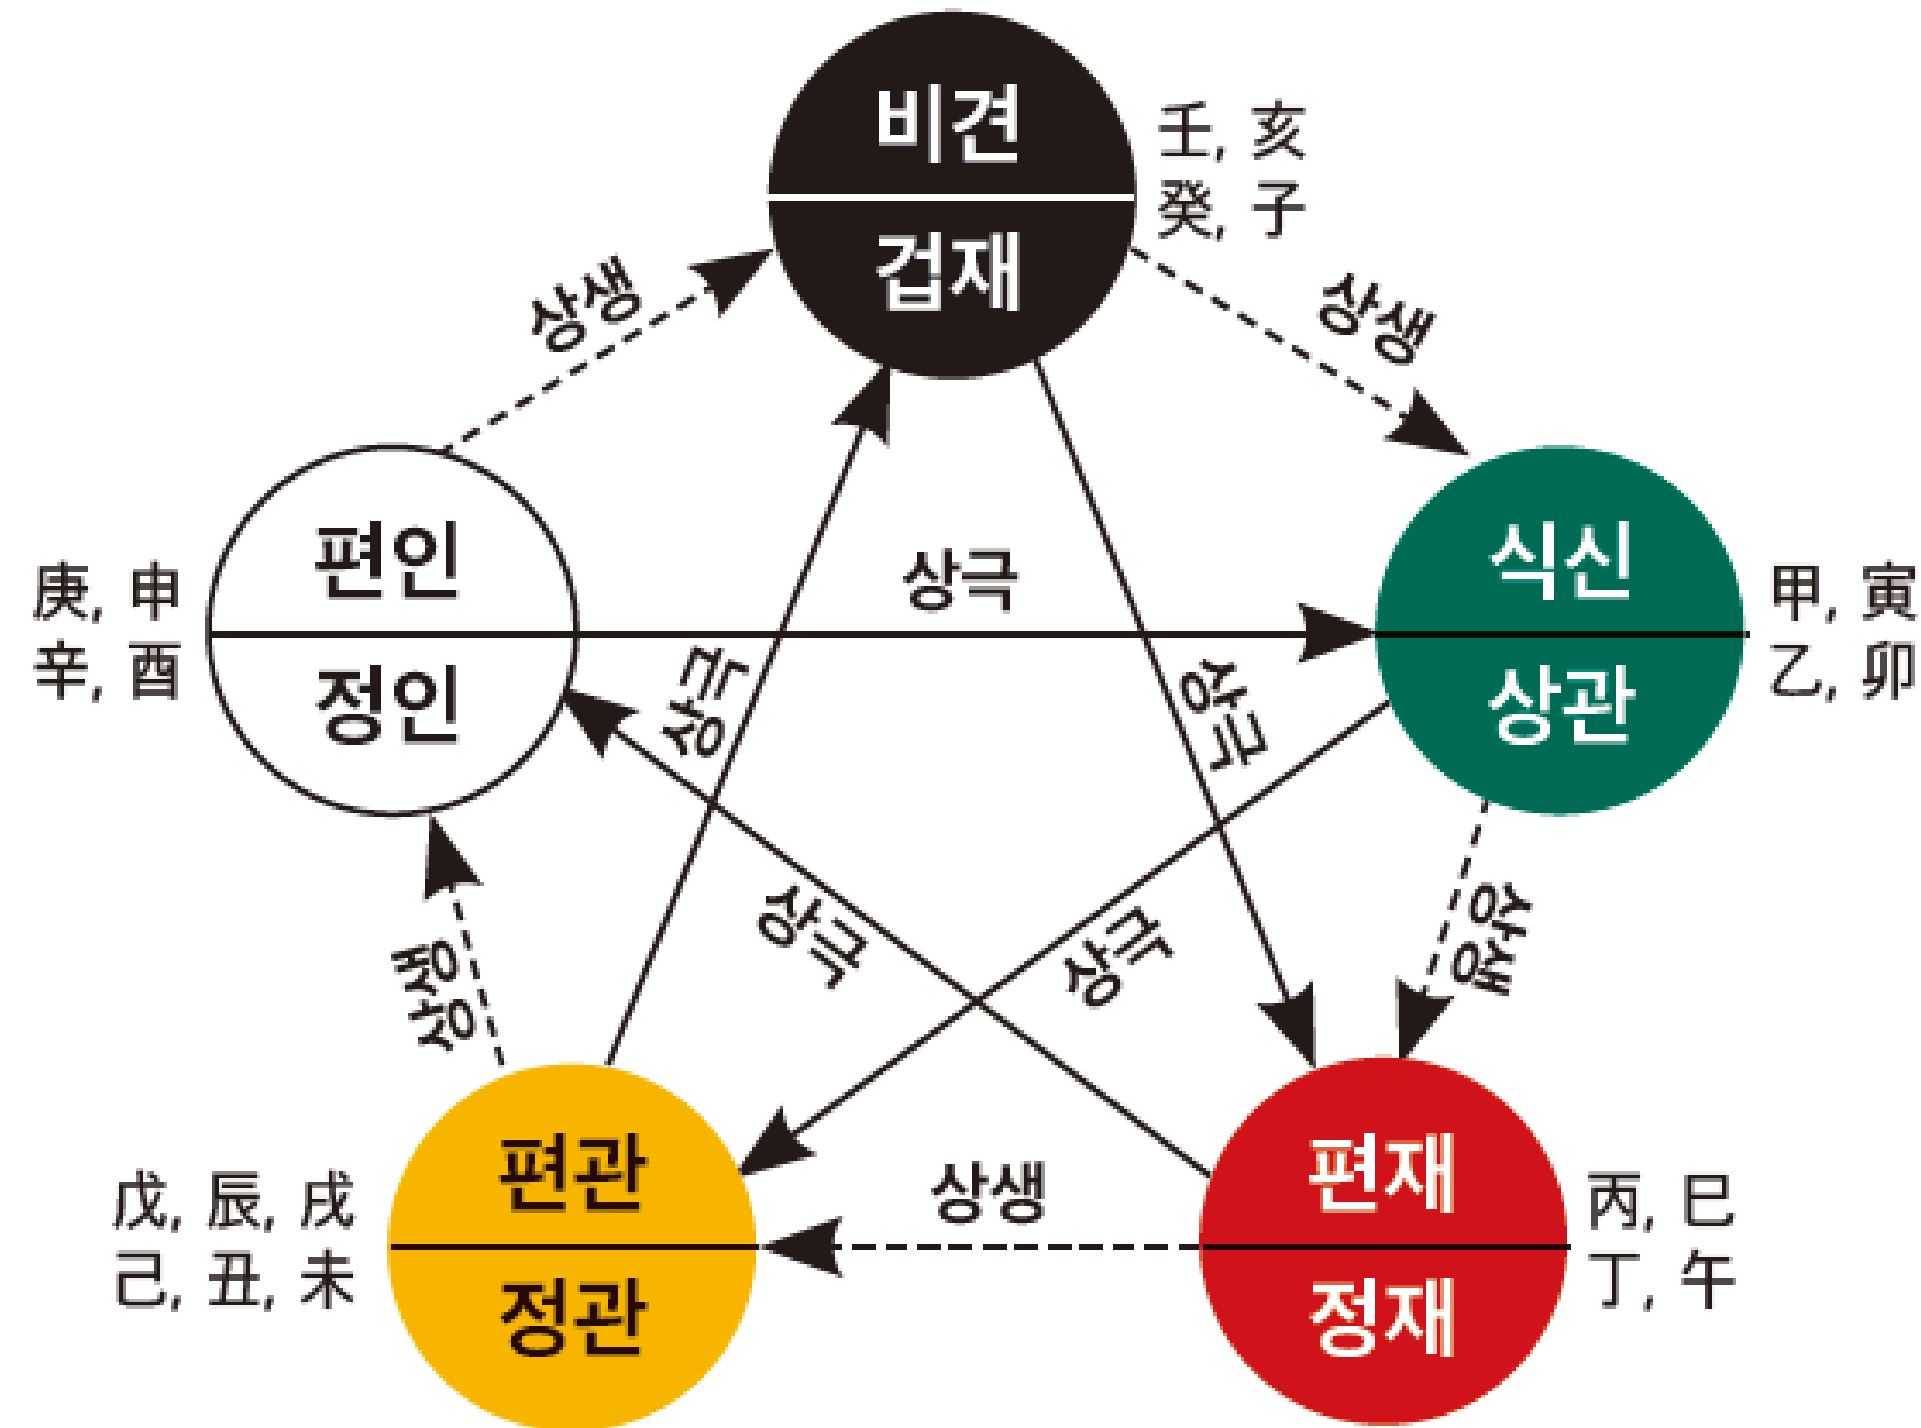 비견
겁재
壬, 亥
癸, 子
상생
상생
편인
정인
庚, 申
辛, 酉
상극
식신
상관
甲, 寅
乙, 卯
상극
상극
상극
상극
상생
상생
편관
정관
戊, 辰, 戌
己, 丑, 未
상생
편재
정재
丙, 巳
丁, 午